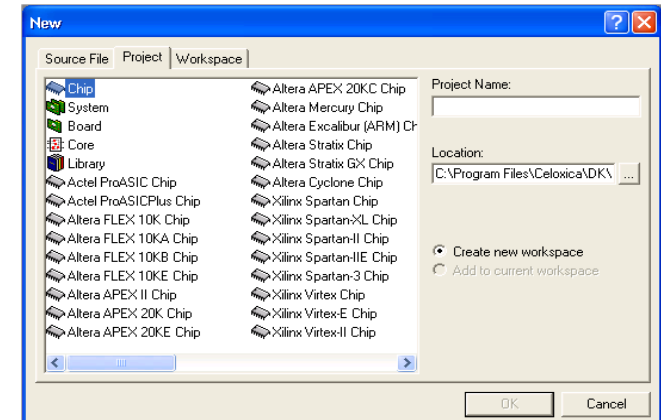 New
Source File Project Workspace
Chip
System
Board
Core
Library
Actel ProASIC Chip
Actel ProASICPlus Chip
Altera FLEX 10K Chip
Altera FLEX 10KA Chip
Altera FLEX 10KB Chip
Altera FLEX 10KE Chip
Altera APEX II Chip
Altera APEX 20K Chip
Altera APEX 20KE Chip
Altera APEX 20KC Chip
Altera Mercury Chip
Altera Excalibur (ARM) Ch
Altera Stratix Chip
Altera Stratix GX Chip
Altera Cyclone Chip
Xilinx Spartan Chip
Xilinx Spartan-XL Chip
Xilinx Spartan-II Chip
Xilinx Spartan-IIE Chip
Xilinx Spartan-3 Chip
Xilinx Virtex Chip
Xilinx Virtex-E Chip
Xilinx Virtex-II Chip
Project Name:
Location:
C:\Program Files\Celoxica\DK\ ...
Create new workspace
Add to current workspace
OK Cancel